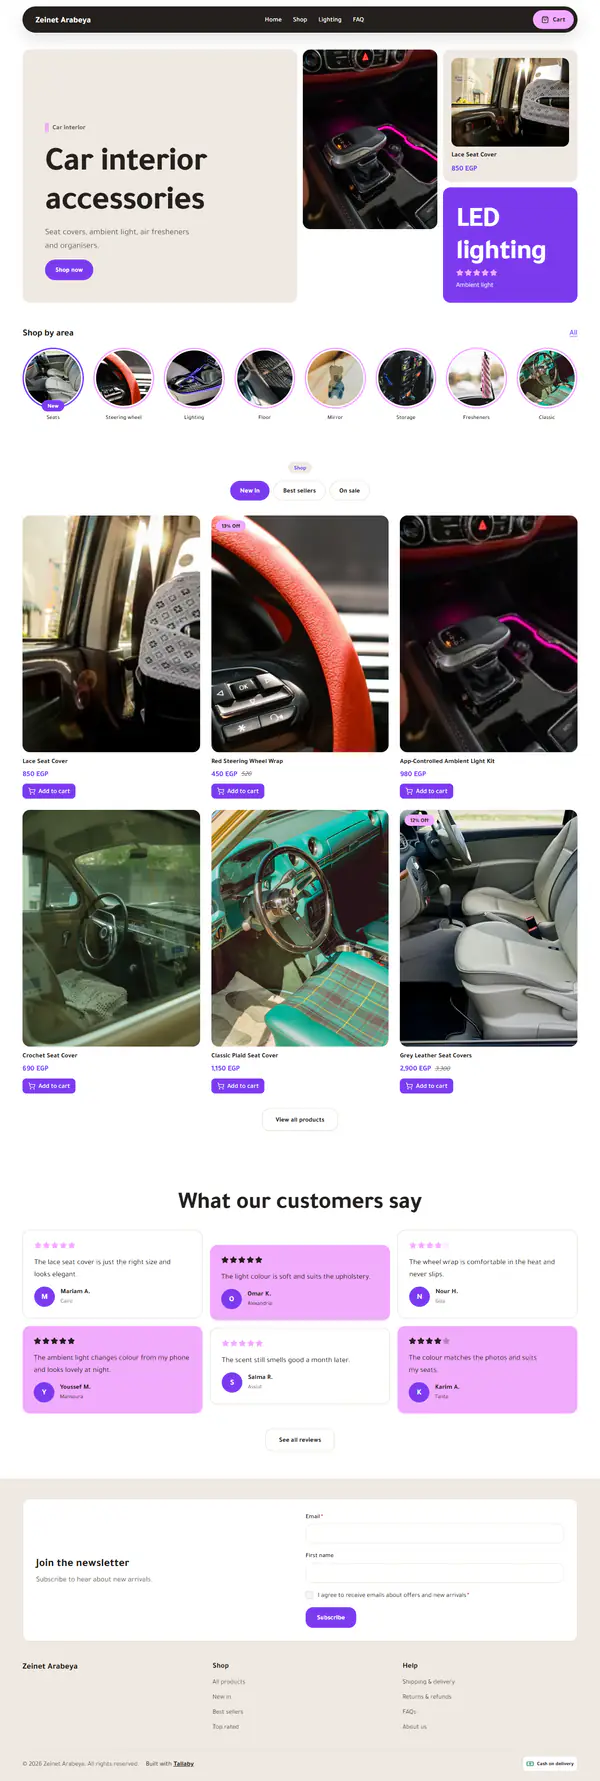 Zeinet Arabeya
Home Shop Lighting FAQ
Cart
Car interior
Car interior
accessories
Seat covers, ambient light, air fresheners
and organisers.
Shop now
Lace Seat Cover
850 EGP
LED
lighting
Ambient light
Shop by area
All
New
Seats
Steering wheel
Lighting
Floor
Mirror
Storage
Fresheners
Classic
Shop
New in
Best sellers
On sale
Lace Seat Cover
850 EGP
Add to cart
13% Off
Red Steering Wheel Wrap
450 EGP 520
Add to cart
App-Controlled Ambient Light Kit
980 EGP
Add to cart
Crochet Seat Cover
690 EGP
Add to cart
Classic Plaid Seat Cover
1,150 EGP
Add to cart
12% Off
Grey Leather Seat Covers
2,900 EGP 3,300
Add to cart
View all products
What our customers say
The lace seat cover is just the right size and
looks elegant.
M
Mariam A.
Cairo
The light colour is soft and suits the upholstery.
O
Omar K.
Alexandria
The wheel wrap is comfortable in the heat and
never slips.
N
Nour H.
Giza
The ambient light changes colour from my phone
and looks lovely at night.
Y
Youssef M.
Mansoura
The scent still smells good a month later.
S
Salma R.
The colour matches the photos and suits
my seats.
K
Karim A.
Tanta
See all reviews
Join the newsletter
Subscribe to hear about new arrivals.
Email *
First name
I agree to receive emails about offers and new arrivals *
Subscribe
Zeinet Arabeya
Shop
All products
New in
Best sellers
Top rated
Help
Shipping & delivery
Returns & refunds
FAQs
About us
© 2026 Zeinet Arabeya. All rights reserved. Built with Tallaby
Cash on delivery